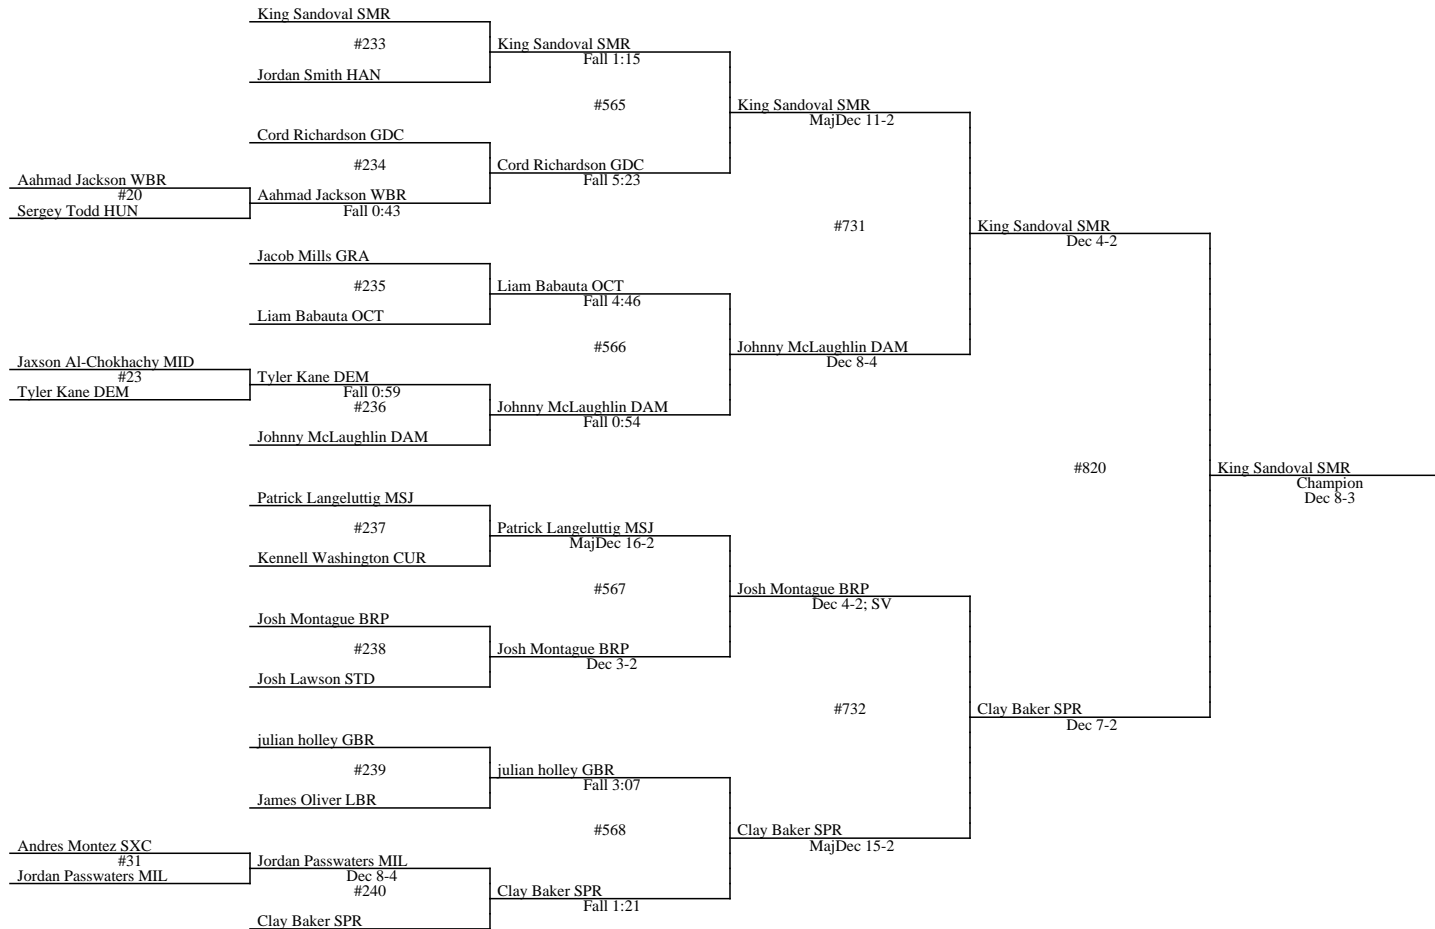 King Sandoval SMR
#233
King Sandoval SMR
Fall 1:15
Jordan Smith HAN
#565
King Sandoval SMR
MajDec 11-2
Cord Richardson GDC
#234
Cord Richardson GDC
Fall 5:23
Aahmad Jackson WBR
#20
Aahmad Jackson WBR
Fall 0:43
Sergey Todd HUN
#731
King Sandoval SMR
Dec 4-2
Jacob Mills GRA
#235
Liam Babauta OCT
Fall 4:46
Liam Babauta OCT
#566
Johnny McLaughlin DAM
Dec 8-4
Jaxson Al-Chokhachy MID
#23
Tyler Kane DEM
Fall 0:59
Tyler Kane DEM
#236
Johnny McLaughlin DAM
Fall 0:54
Johnny McLaughlin DAM
#820
King Sandoval SMR
Champion
Dec 8-3
Patrick Langeluttig MSJ
#237
Patrick Langeluttig MSJ
MajDec 16-2
Kennell Washington CUR
#567
Josh Montague BRP
Dec 4-2; SV
Josh Montague BRP
#238
Josh Montague BRP
Dec 3-2
Josh Lawson STD
#732
Clay Baker SPR
Dec 7-2
julian holley GBR
#239
julian holley GBR
Fall 3:07
James Oliver LBR
#568
Clay Baker SPR
MajDec 15-2
Andres Montez SXC
#31
Jordan Passwaters MIL
Dec 8-4
Jordan Passwaters MIL
#240
Clay Baker SPR
Fall 1:21
Clay Baker SPR